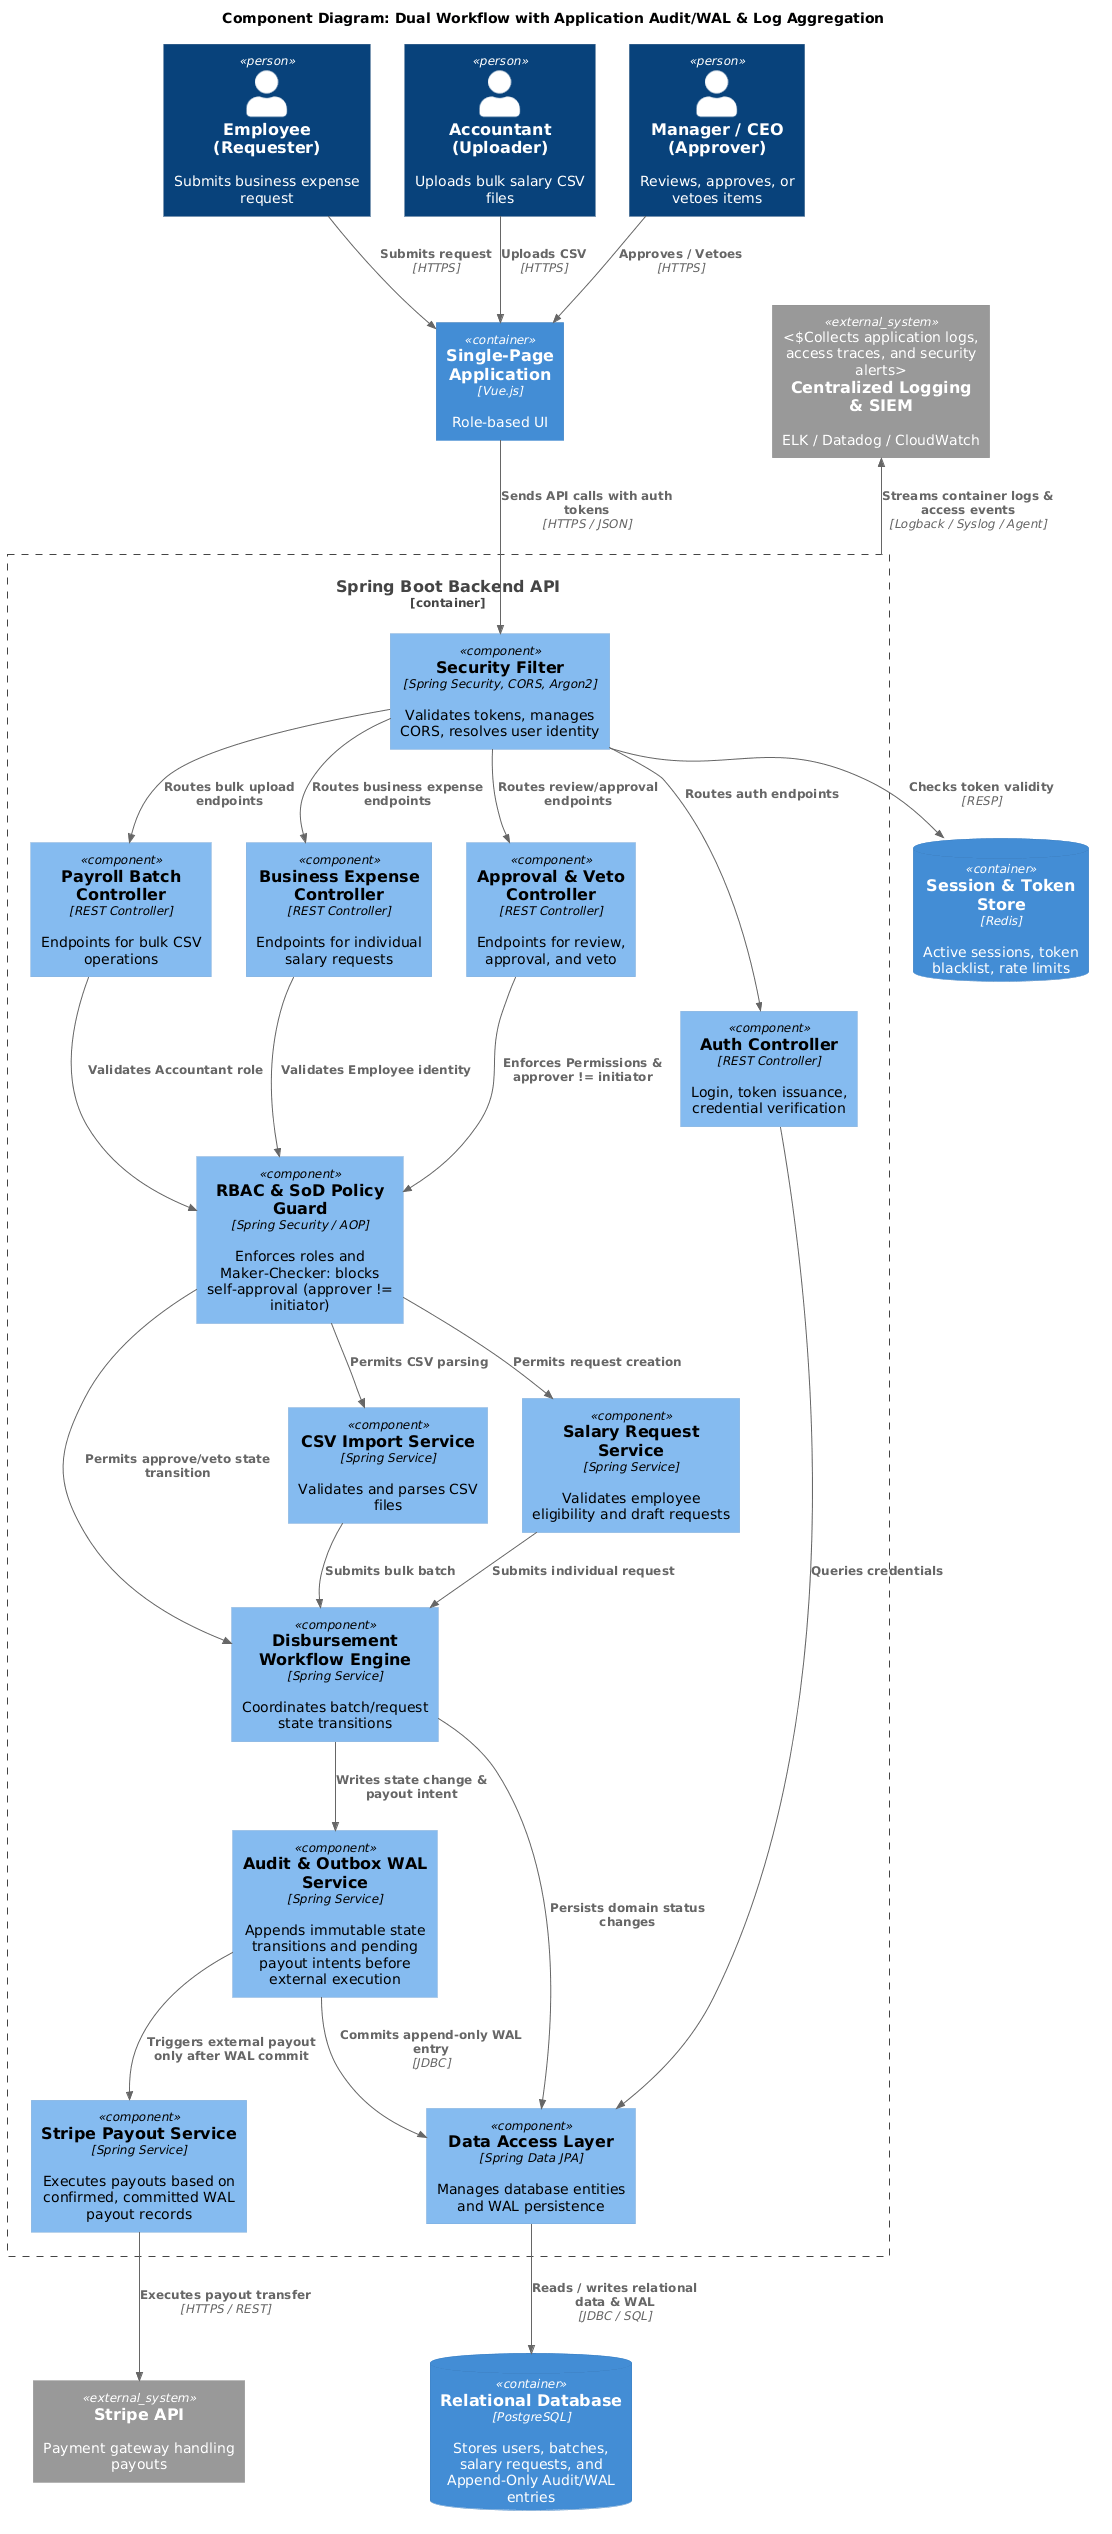 Component Diagram: Dual Workflow with Application Audit/WAL & Log Aggregation
«person»
Employee
(Requester)
Submits business expense
request
«person»
Accountant
(Uploader)
Uploads bulk salary CSV
files
«person»
Manager / CEO
(Approver)
Reviews, approves, or
vetoes items
Submits request
[HTTPS]
Uploads CSV
[HTTPS]
Approves / Vetoes
[HTTPS]
«container»
Single-Page
Application
[Vue.js]
Role-based UI
«external_system»
<$Collects application logs,
access traces, and security
alerts>
Centralized Logging
& SIEM
ELK / Datadog / CloudWatch
Sends API calls with auth
tokens
[HTTPS / JSON]
Streams container logs &
access events
[Logback / Syslog / Agent]
Spring Boot Backend API
[container]
«component»
Security Filter
[Spring Security, CORS, Argon2]
Validates tokens, manages
CORS, resolves user identity
Routes bulk upload
endpoints
Routes business expense
endpoints
Routes review/approval
endpoints
Routes auth endpoints
Checks token validity
[RESP]
«component»
Payroll Batch
Controller
[REST Controller]
Endpoints for bulk CSV
operations
«component»
Business Expense
Controller
[REST Controller]
Endpoints for individual
salary requests
«component»
Approval & Veto
Controller
[REST Controller]
Endpoints for review,
approval, and veto
«container»
Session & Token
Store
[Redis]
Active sessions, token
blacklist, rate limits
«component»
Auth Controller
[REST Controller]
Login, token issuance,
credential verification
Validates Accountant role
Validates Employee identity
Enforces Permissions &
approver != initiator
«component»
RBAC & SoD Policy
Guard
[Spring Security / AOP]
Enforces roles and
Maker-Checker: blocks
self-approval (approver !=
initiator)
Permits CSV parsing
Permits request creation
Permits approve/veto state
transition
«component»
CSV Import Service
[Spring Service]
Validates and parses CSV
files
«component»
Salary Request
Service
[Spring Service]
Validates employee
eligibility and draft requests
Submits bulk batch
Submits individual request
Queries credentials
«component»
Disbursement
Workflow Engine
[Spring Service]
Coordinates batch/request
state transitions
Writes state change &
payout intent
«component»
Audit & Outbox WAL
Service
[Spring Service]
Appends immutable state
transitions and pending
payout intents before
external execution
Persists domain status
changes
Triggers external payout
only after WAL commit
Commits append-only WAL
entry
[JDBC]
«component»
Stripe Payout Service
[Spring Service]
Executes payouts based on
confirmed, committed WAL
payout records
«component»
Data Access Layer
[Spring Data JPA]
Manages database entities
and WAL persistence
Executes payout transfer
[HTTPS / REST]
Reads / writes relational
data & WAL
[JDBC / SQL]
«external_system»
Stripe API
Payment gateway handling
payouts
«container»
Relational Database
[PostgreSQL]
Stores users, batches,
salary requests, and
Append-Only Audit/WAL
entries